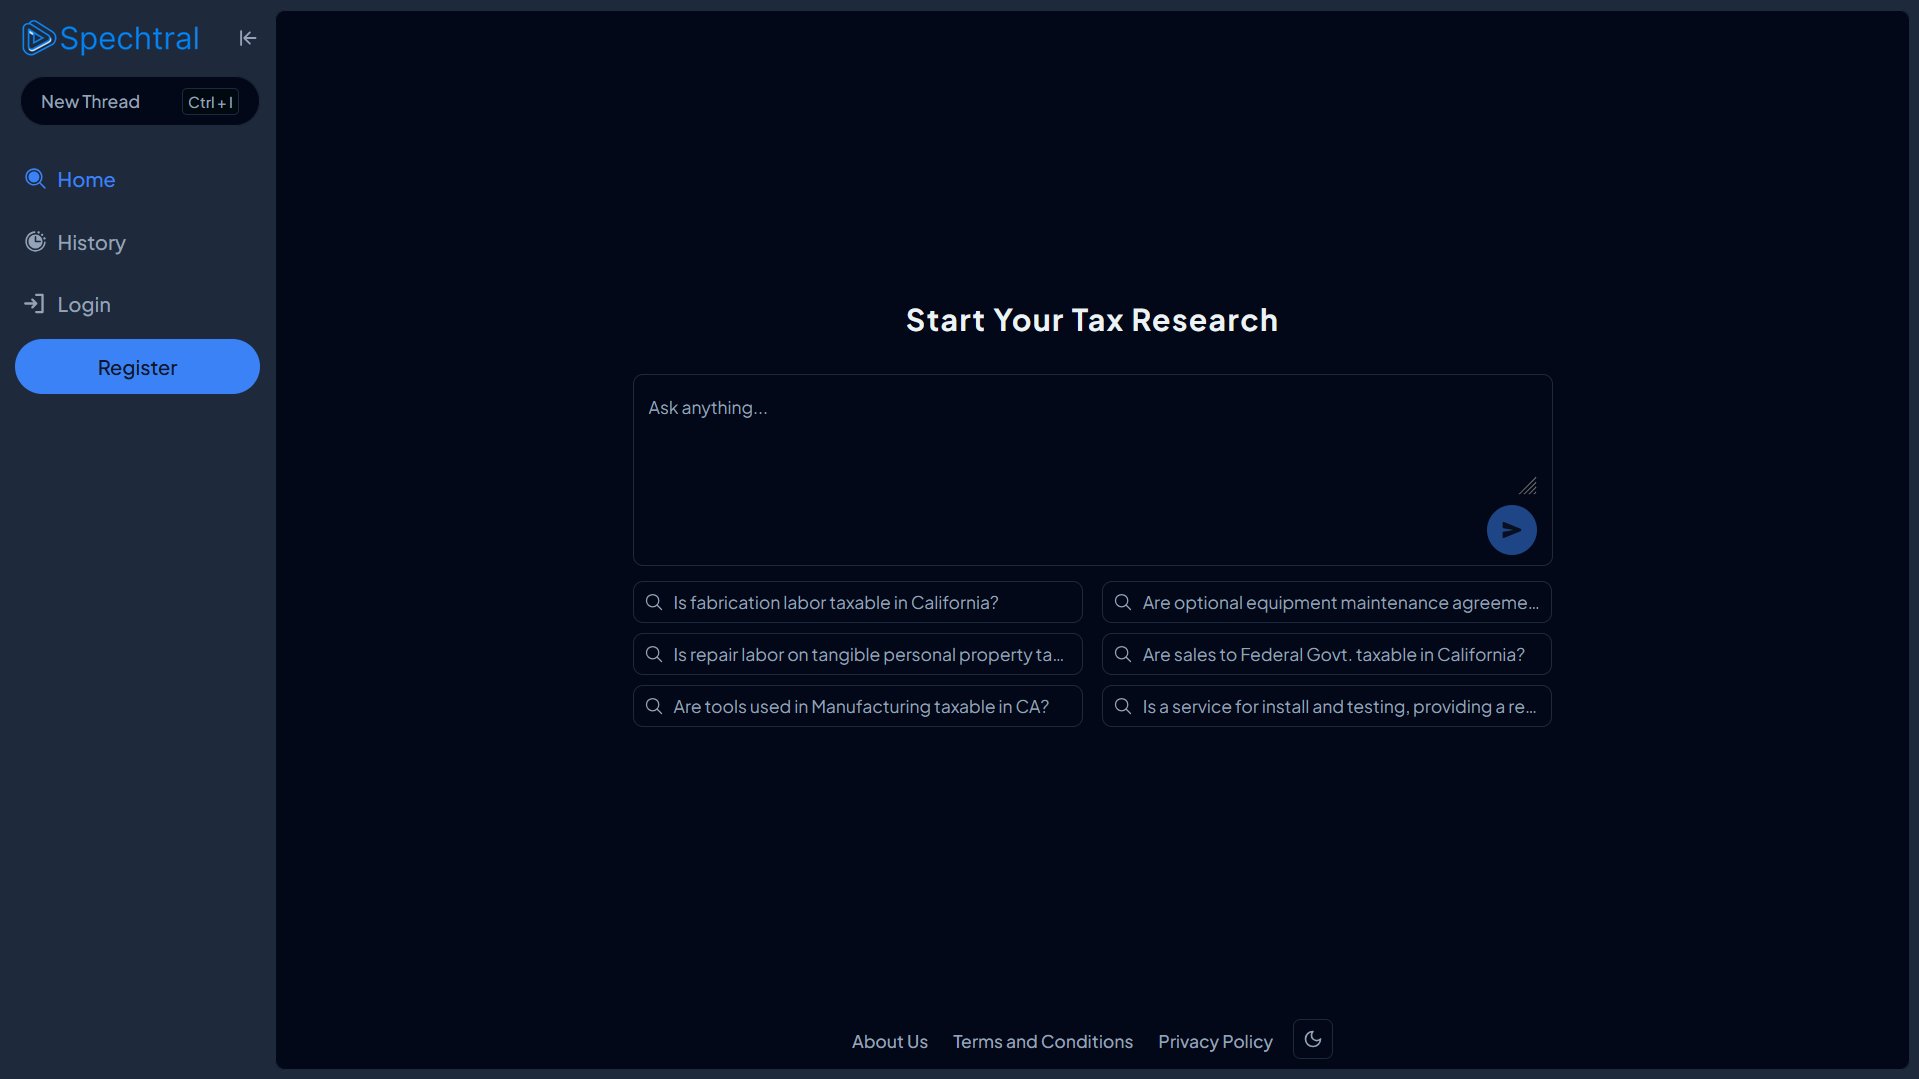 Spechtral
New Thread Ctrl + I
Home
History
Login
Register
Start Your Tax Research
Ask anything...
Is fabrication labor taxable in California?
Are optional equipment maintenance agreeme...
Is repair labor on tangible personal property ta...
Are sales to Federal Govt. taxable in California?
Are tools used in Manufacturing taxable in CA?
Is a service for install and testing, providing a re...
About Us Terms and Conditions Privacy Policy